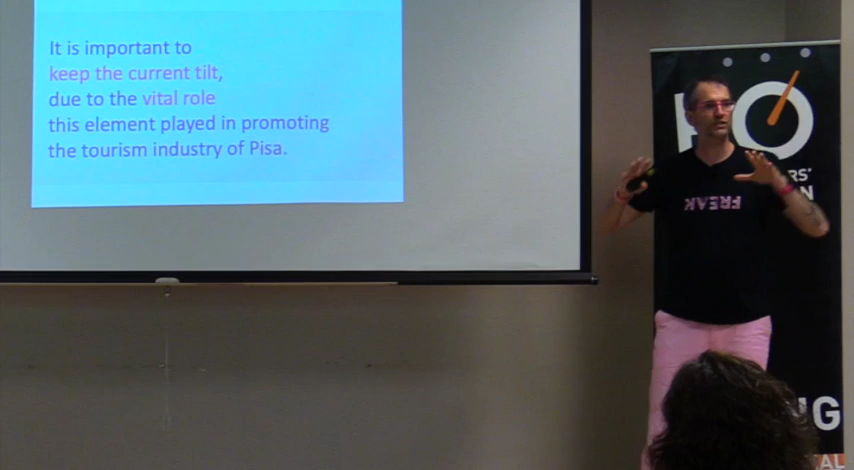 It is important to
keep the current tilt,
due to the vital role
this element played in promoting
the tourism industry of Pisa.
FREAK